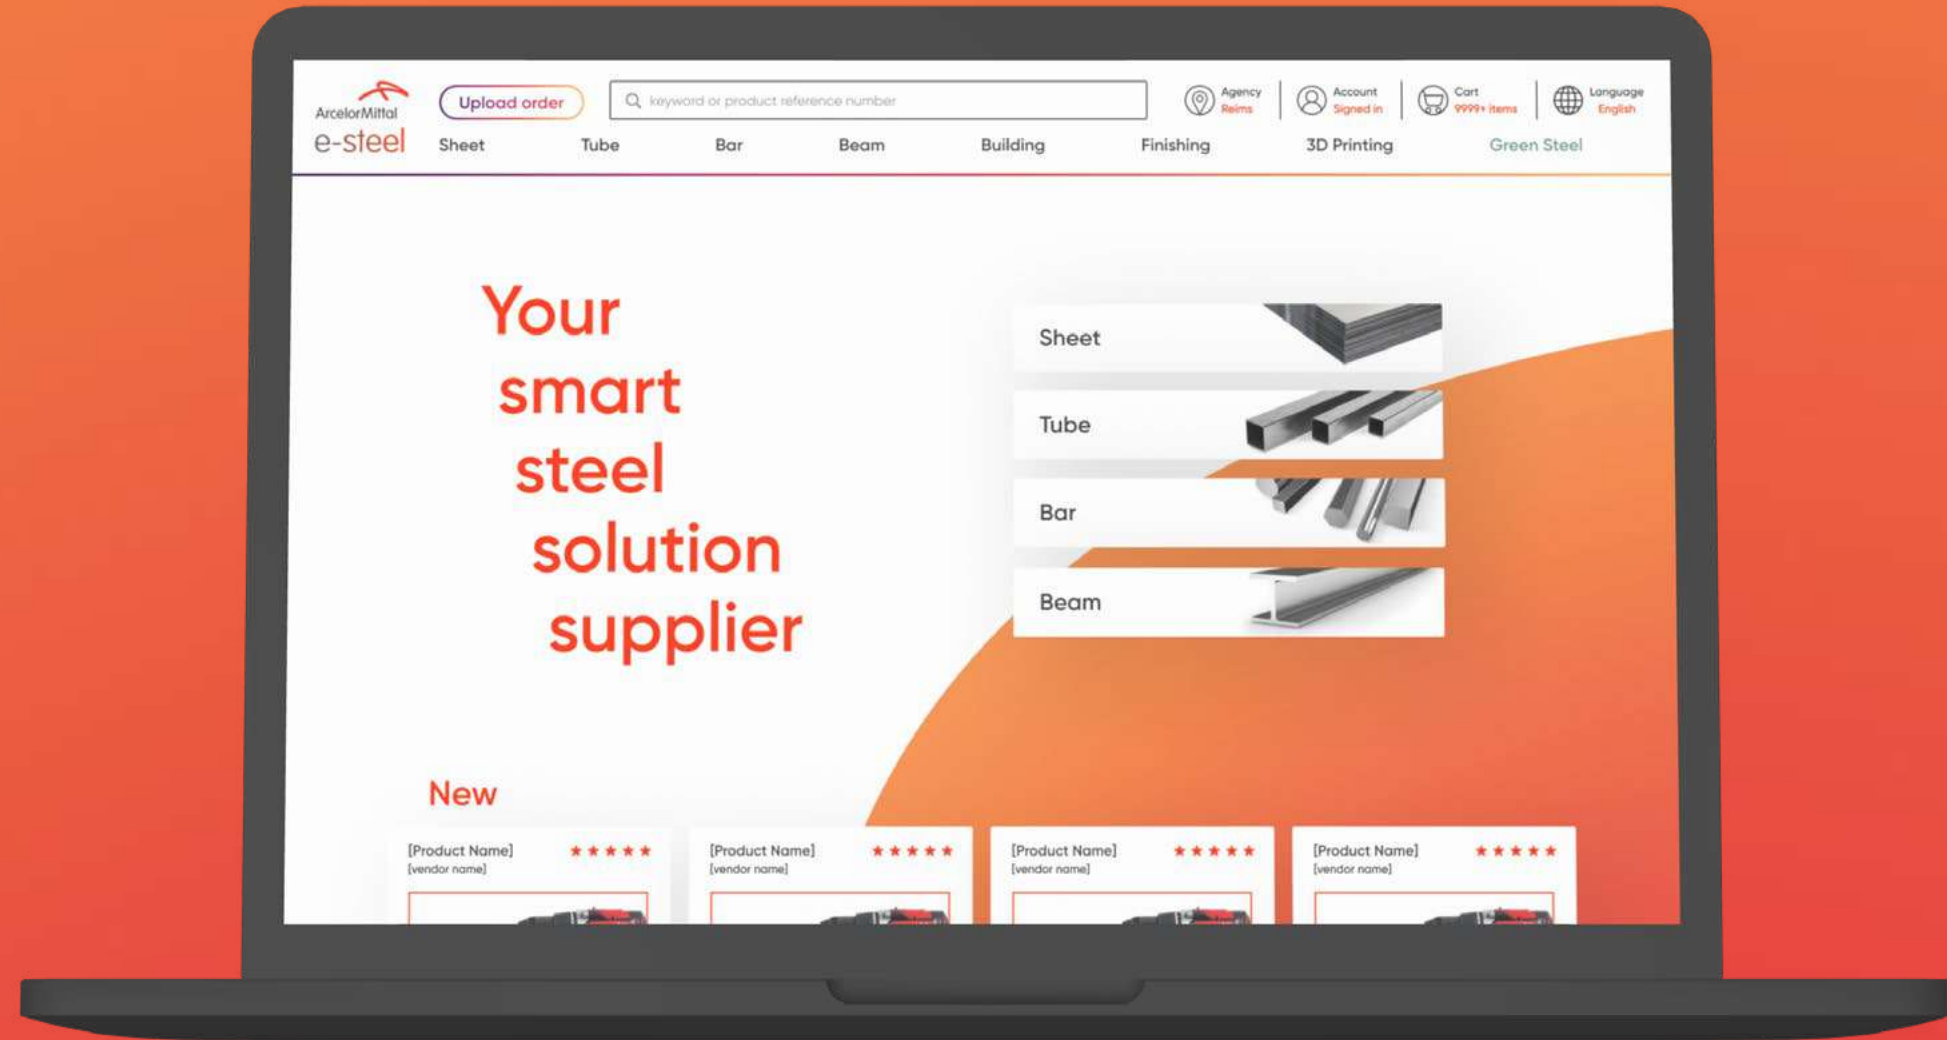 ArcelorMittal
e-steel
Upload order
keyword or product reference number
Agency
Reims
Account
Signed in
Cart
9999+ items
Language
English
Sheet Tube Bar Beam Building Finishing 3D Printing Green Steel
Your
smart
steel
solution
supplier
Sheet
Tube
Bar
Beam
New
[Product Name]
[vendor name]
[Product Name]
[vendor name]
[Product Name]
[vendor name]
[Product Name]
[vendor name]